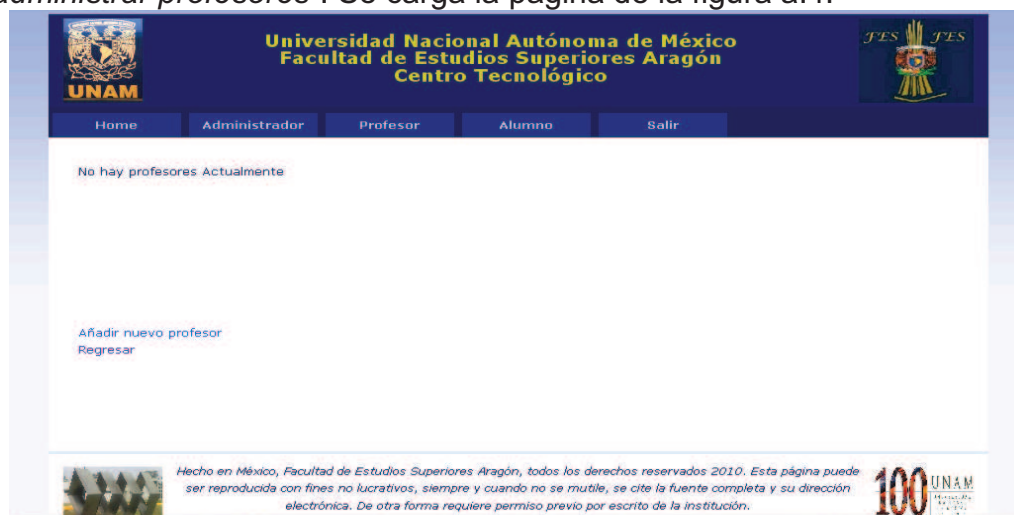 administrar profesores . Se carga la página de la figura a.4.
Universidad Nacional Autónoma de México
Facultad de Estudios Superiores Aragón
Centro Tecnológico
UNAM
FES FES
Home Administrador Profesor Alumno Salir
No hay profesores Actualmente
Añadir nuevo profesor
Regresar
Hecho en México, Facultad de Estudios Superiores Aragón, todos los derechos reservados 2010. Esta página puede
ser reproducida con fines no lucrativos, siempre y cuando no se mutile, se cite la fuente completa y su dirección
electrónica. De otra forma requiere permiso previo por escrito de la institución.
100 UNAM